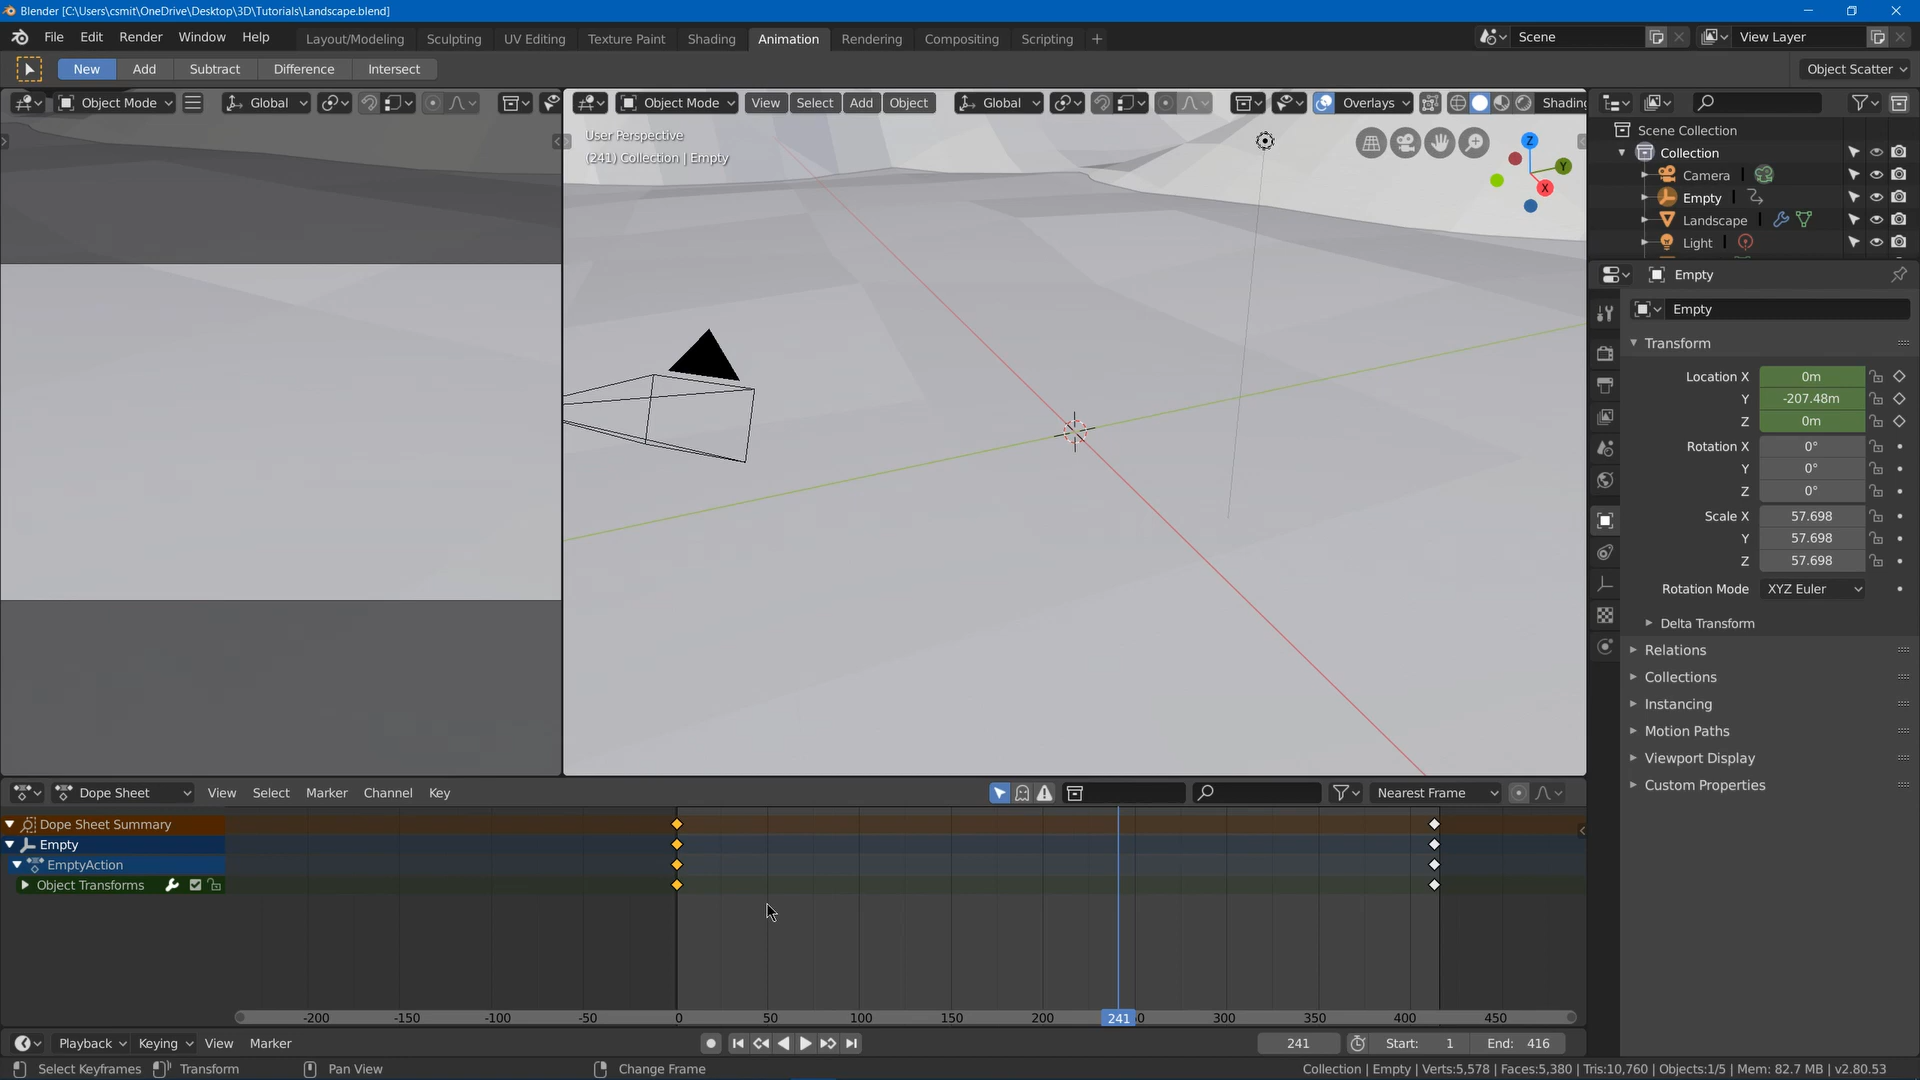 Blender [C:\Users\csmit\OneDrive\Desktop\3D\Tutorials\Landscape.blend]
File Edit Render Window Help Layout/Modeling Sculpting UV Editing Texture Paint Shading Animation Rendering Compositing Scripting + Scene View Layer
New Add Subtract Difference Intersect Object Scatter
Object Mode Global Object Mode View Select Add Object Global Overlays Shading
User Perspective
(241) Collection | Empty
Z
Y
X
Scene Collection
Collection
Camera
Empty
Landscape
Light
Empty
Empty
Transform
Location X 0m
Y -207.48m
Z 0m
Rotation X 0°
Y 0°
Z 0°
Scale X 57.698
Y 57.698
Z 57.698
Rotation Mode XYZ Euler
Delta Transform
Relations
Collections
Instancing
Motion Paths
Viewport Display
Custom Properties
Dope Sheet View Select Marker Channel Key Nearest Frame
Dope Sheet Summary
Empty
EmptyAction
Object Transforms
-200 -150 -100 -50 0 50 100 150 200 241 300 350 400 450
Playback Keying View Marker 241 Start: 1 End: 416
Select Keyframes Transform Pan View Change Frame Collection | Empty | Verts:5,578 | Faces:5,380 | Tris:10,760 | Objects:1/5 | Mem: 82.7 MB | v2.80.53